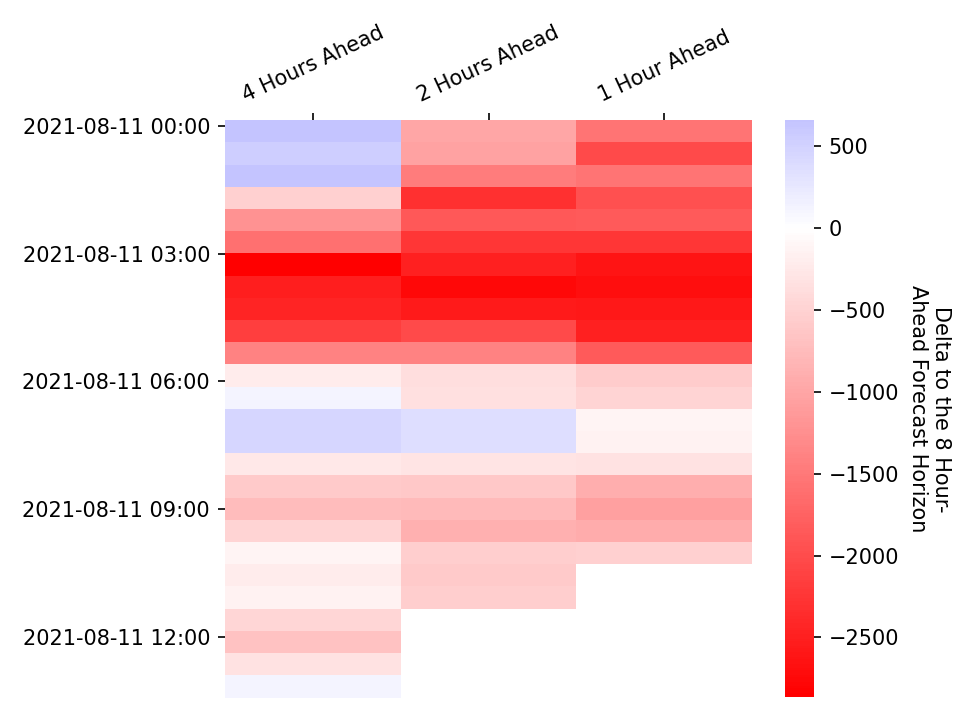 4 Hours Ahead
2 Hours Ahead
1 Hour Ahead
2021-08-11 00:00
2021-08-11 03:00
2021-08-11 06:00
2021-08-11 09:00
2021-08-11 12:00
500
0
−500
−1000
−1500
−2000
−2500
Delta to the 8 Hour-
Ahead Forecast Horizon